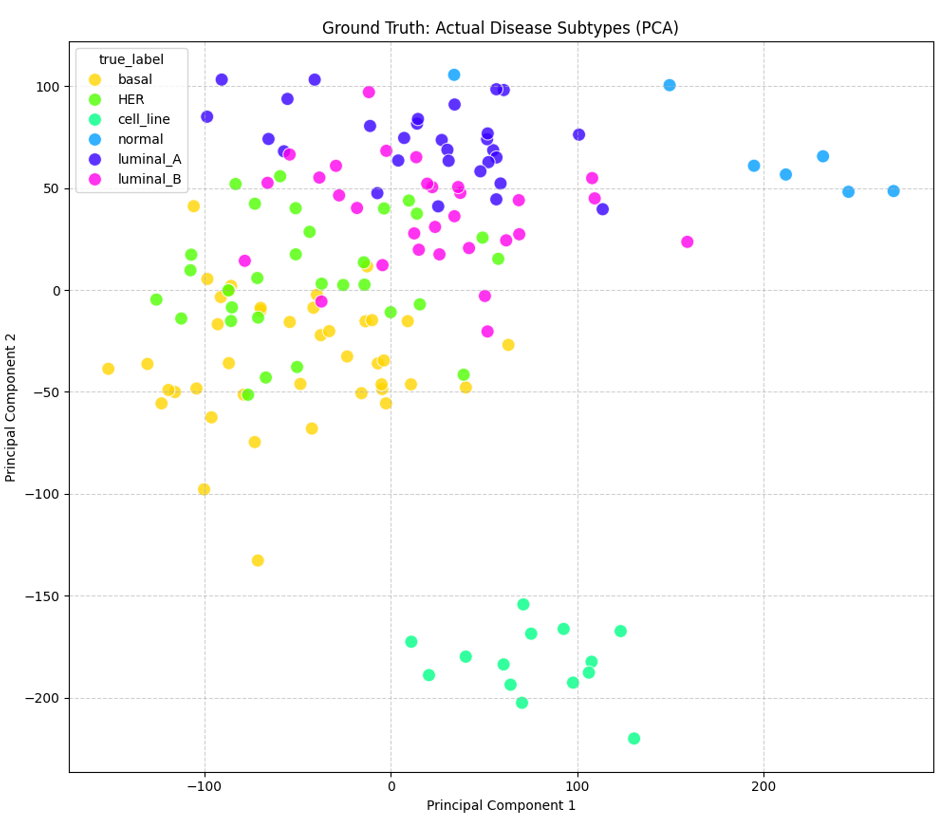 Ground Truth: Actual Disease Subtypes (PCA)
true_label
basal
HER
cell_line
normal
luminal_A
luminal_B
100
50
0
−50
−100
−150
−200
Principal Component 2
−100
0
100
200
Principal Component 1